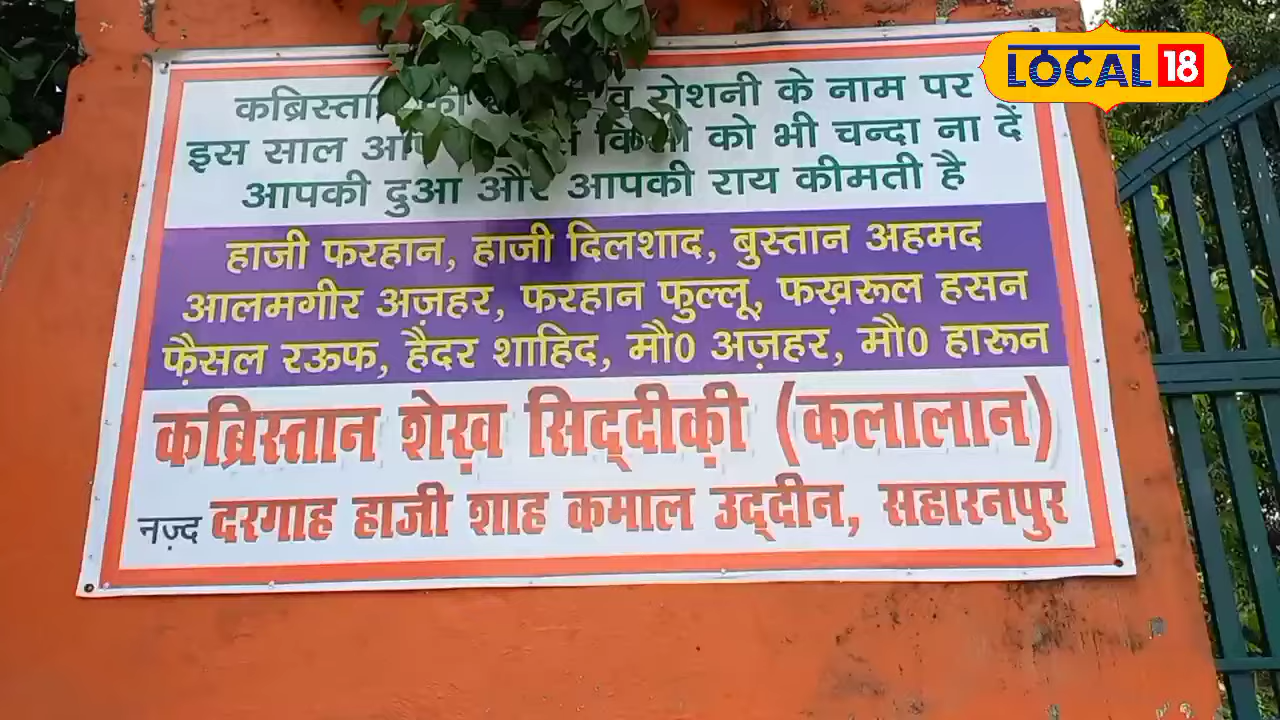 LOCAL 18
कब्रिस्तान की व रोशनी के नाम पर
इस साल को भी चन्दा ना दें
आपकी दुआ और आपकी राय कीमती है
हाजी फरहान, हाजी दिलशाद, बुस्तान अहमद
आलमगीर अज़हर, फरहान फुल्लू, फख़रूल हसन
फ़ैसल रऊफ, हैदर शाहिद, मौ0 अज़हर, मौ0 हारून
कब्रिस्तान शेख़ सिद्दीक़ी (कलालान)
नज़्द दरगाह हाजी शाह कमाल उद्दीन, सहारनपुर